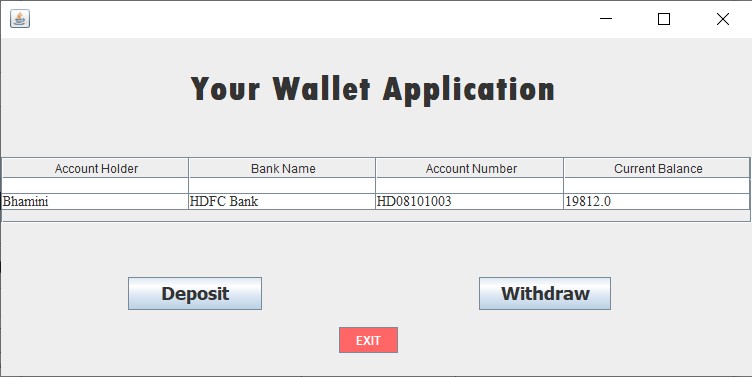 Your Wallet Application
Account Holder Bank Name Account Number Current Balance
Bhamini HDFC Bank HD08101003 19812.0
Deposit Withdraw
EXIT